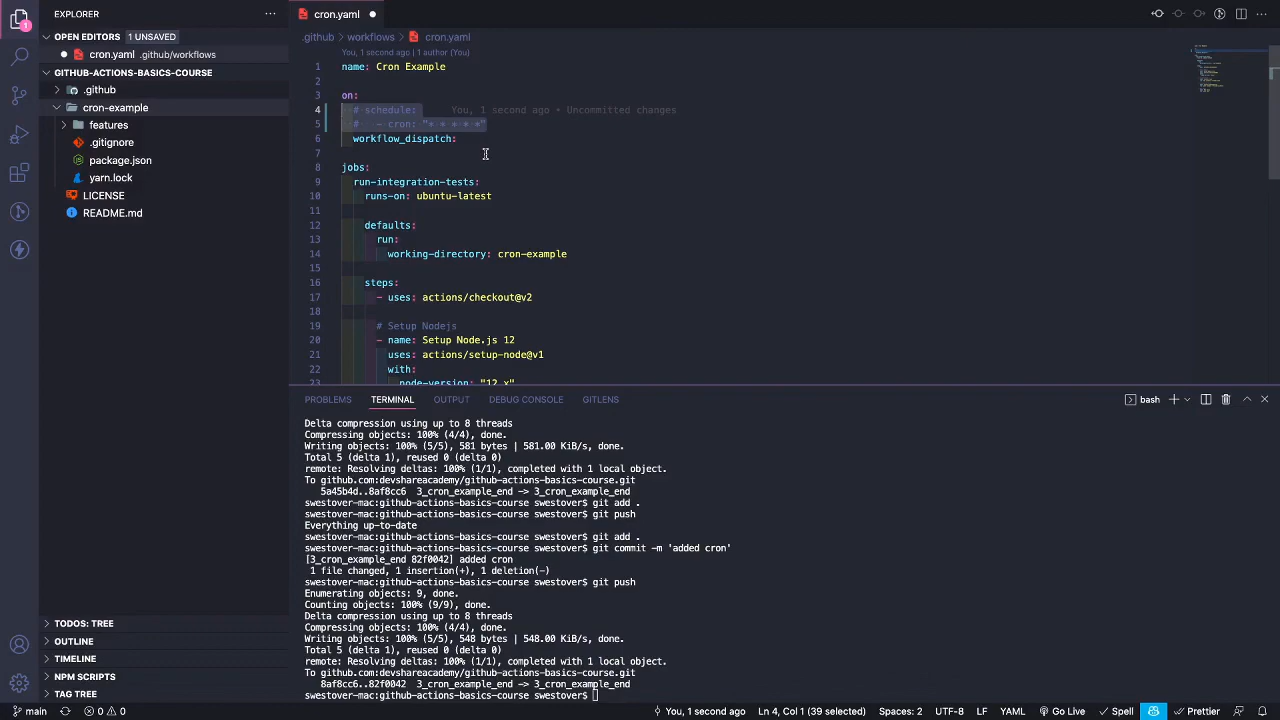 EXPLORER
OPEN EDITORS 1 UNSAVED
cron.yaml .github/workflows
GITHUB-ACTIONS-BASICS-COURSE
.github
cron-example
features
.gitignore
package.json
yarn.lock
LICENSE
README.md
TODOS: TREE
OUTLINE
TIMELINE
NPM SCRIPTS
TAG TREE
1
cron.yaml
.github > workflows > cron.yaml
You, 1 second ago | 1 author (You)
1 name: Cron Example
2
3 on:
4 # schedule: You, 1 second ago • Uncommitted changes
5 #   - cron: "* * * * *"
6 workflow_dispatch:
7
8 jobs:
9 run-integration-tests:
10 runs-on: ubuntu-latest
11
12 defaults:
13 run:
14 working-directory: cron-example
15
16 steps:
17 - uses: actions/checkout@v2
18
19 # Setup Nodejs
20 - name: Setup Node.js 12
21 uses: actions/setup-node@v1
22 with:
23 node-version: "12.x"
PROBLEMS TERMINAL OUTPUT DEBUG CONSOLE GITLENS bash
Delta compression using up to 8 threads
Compressing objects: 100% (4/4), done.
Writing objects: 100% (5/5), 581 bytes | 581.00 KiB/s, done.
Total 5 (delta 1), reused 0 (delta 0)
remote: Resolving deltas: 100% (1/1), completed with 1 local object.
To github.com:devshareacademy/github-actions-basics-course.git
5a45b4d..8af8cc6  3_cron_example_end -> 3_cron_example_end
swestover-mac:github-actions-basics-course swestover$ git add .
swestover-mac:github-actions-basics-course swestover$ git push
Everything up-to-date
swestover-mac:github-actions-basics-course swestover$ git add .
swestover-mac:github-actions-basics-course swestover$ git commit -m 'added cron'
[3_cron_example_end 82f0042] added cron
1 file changed, 1 insertion(+), 1 deletion(-)
swestover-mac:github-actions-basics-course swestover$ git push
Enumerating objects: 9, done.
Counting objects: 100% (9/9), done.
Delta compression using up to 8 threads
Compressing objects: 100% (4/4), done.
Writing objects: 100% (5/5), 548 bytes | 548.00 KiB/s, done.
Total 5 (delta 1), reused 0 (delta 0)
remote: Resolving deltas: 100% (1/1), completed with 1 local object.
To github.com:devshareacademy/github-actions-basics-course.git
8af8cc6..82f0042  3_cron_example_end -> 3_cron_example_end
swestover-mac:github-actions-basics-course swestover$
main 0 0 You, 1 second ago Ln 4, Col 1 (39 selected) Spaces: 2 UTF-8 LF YAML Go Live Spell Prettier